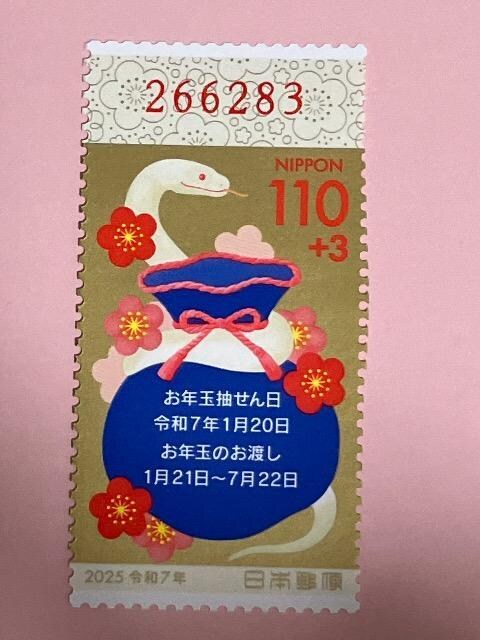 266283
NIPPON
110
+3
お年玉抽せん日
令和7年1月20日
お年玉のお渡し
1月21日〜7月22日
2025 令和7年 日本郵便